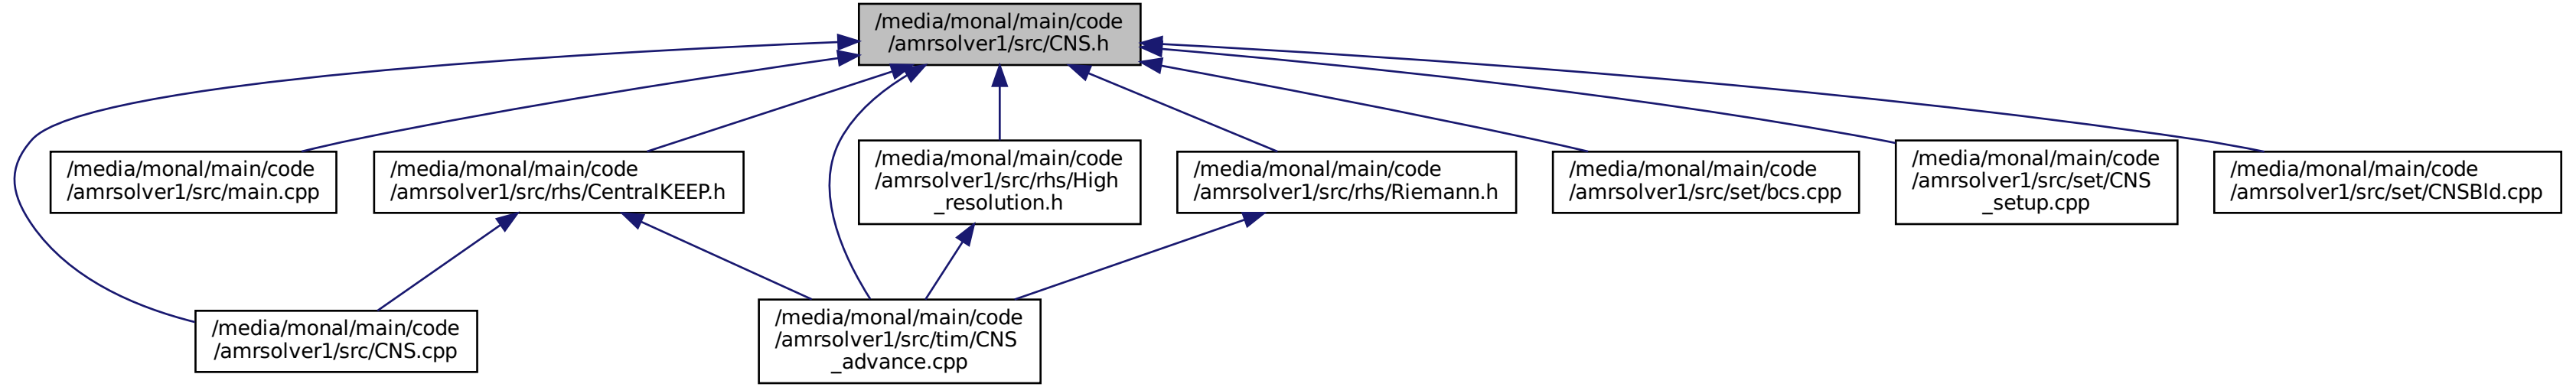 /media/monal/main/code
/amrsolver1/src/CNS.h
/media/monal/main/code
/amrsolver1/src/main.cpp
/media/monal/main/code
/amrsolver1/src/rhs/CentralKEEP.h
/media/monal/main/code
/amrsolver1/src/rhs/High
_resolution.h
/media/monal/main/code
/amrsolver1/src/rhs/Riemann.h
/media/monal/main/code
/amrsolver1/src/set/bcs.cpp
/media/monal/main/code
/amrsolver1/src/set/CNS
_setup.cpp
/media/monal/main/code
/amrsolver1/src/set/CNSBld.cpp
/media/monal/main/code
/amrsolver1/src/CNS.cpp
/media/monal/main/code
/amrsolver1/src/tim/CNS
_advance.cpp